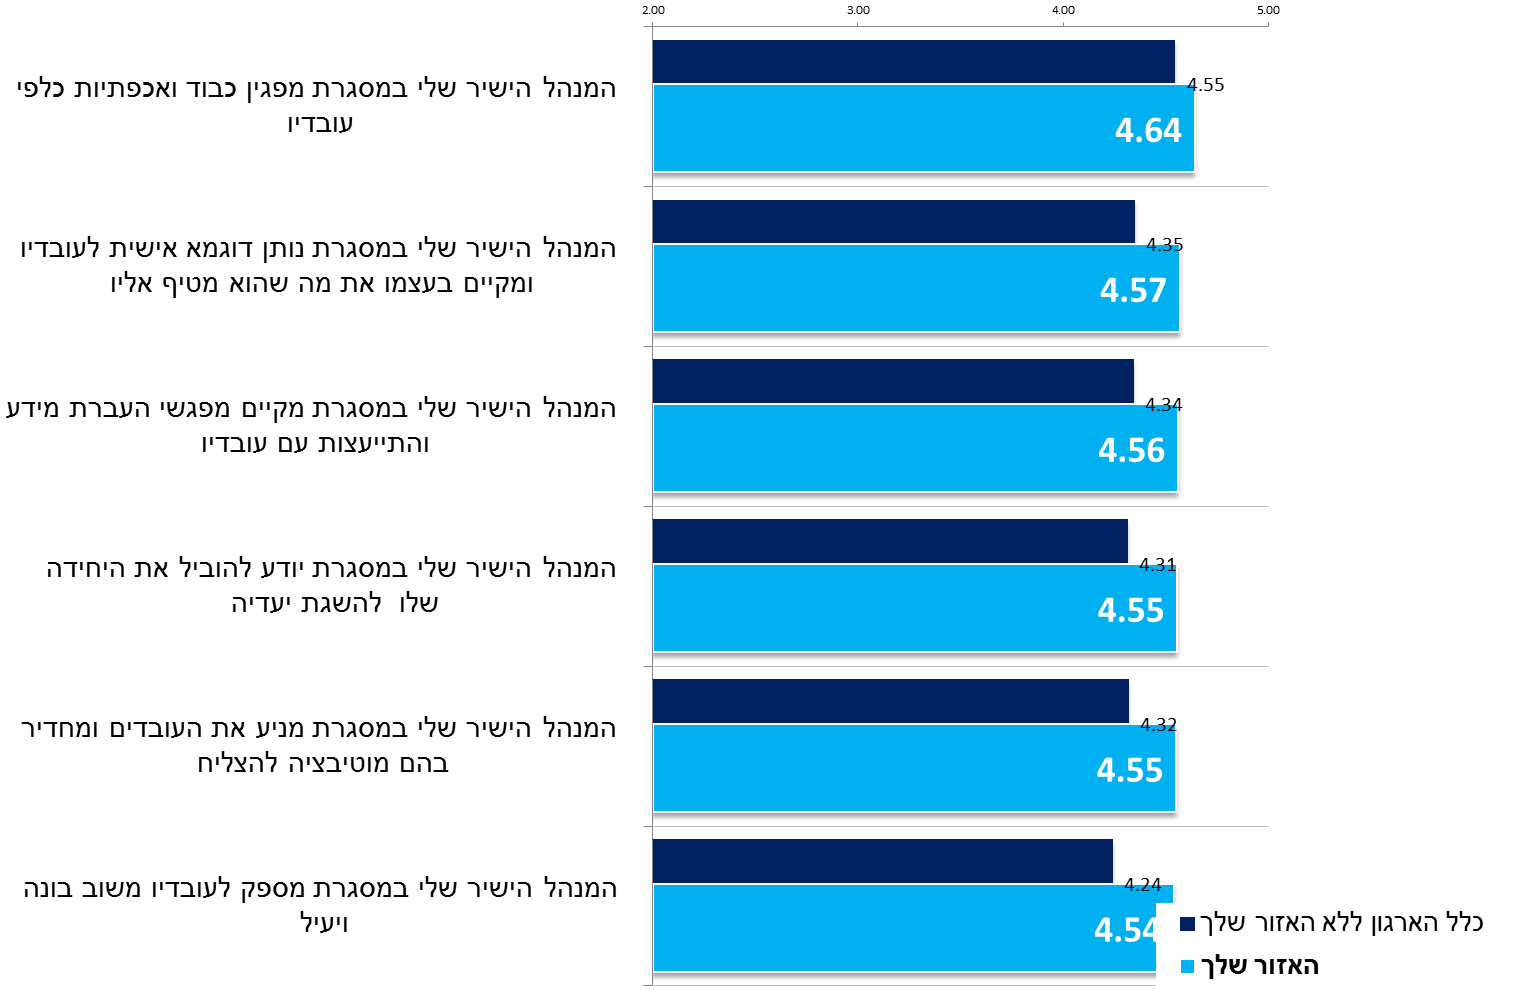 2.00 3.00 4.00 5.00
המנהל הישיר שלי במסגרת מפגין כבוד ואכפתיות כלפי
עובדיו
4.55
4.64
המנהל הישיר שלי במסגרת נותן דוגמא אישית לעובדיו
ומקיים בעצמו את מה שהוא מטיף אליו
4.35
4.57
המנהל הישיר שלי במסגרת מקיים מפגשי העברת מידע
והתייעצות עם עובדיו
4.34
4.56
המנהל הישיר שלי במסגרת יודע להוביל את היחידה
שלו  להשגת יעדיה
4.31
4.55
המנהל הישיר שלי במסגרת מניע את העובדים ומחדיר
בהם מוטיבציה להצליח
4.32
4.55
המנהל הישיר שלי במסגרת מספק לעובדיו משוב בונה
ויעיל
4.24
4.54
כלל הארגון ללא האזור שלך
האזור שלך